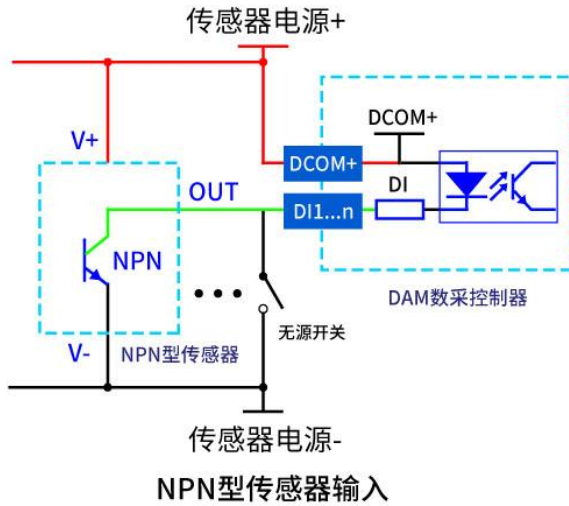 传感器电源+
DCOM+
V+
DCOM+
DI
OUT
DI1...n
NPN
DAM数采控制器
无源开关
V-
NPN型传感器
传感器电源-
NPN型传感器输入